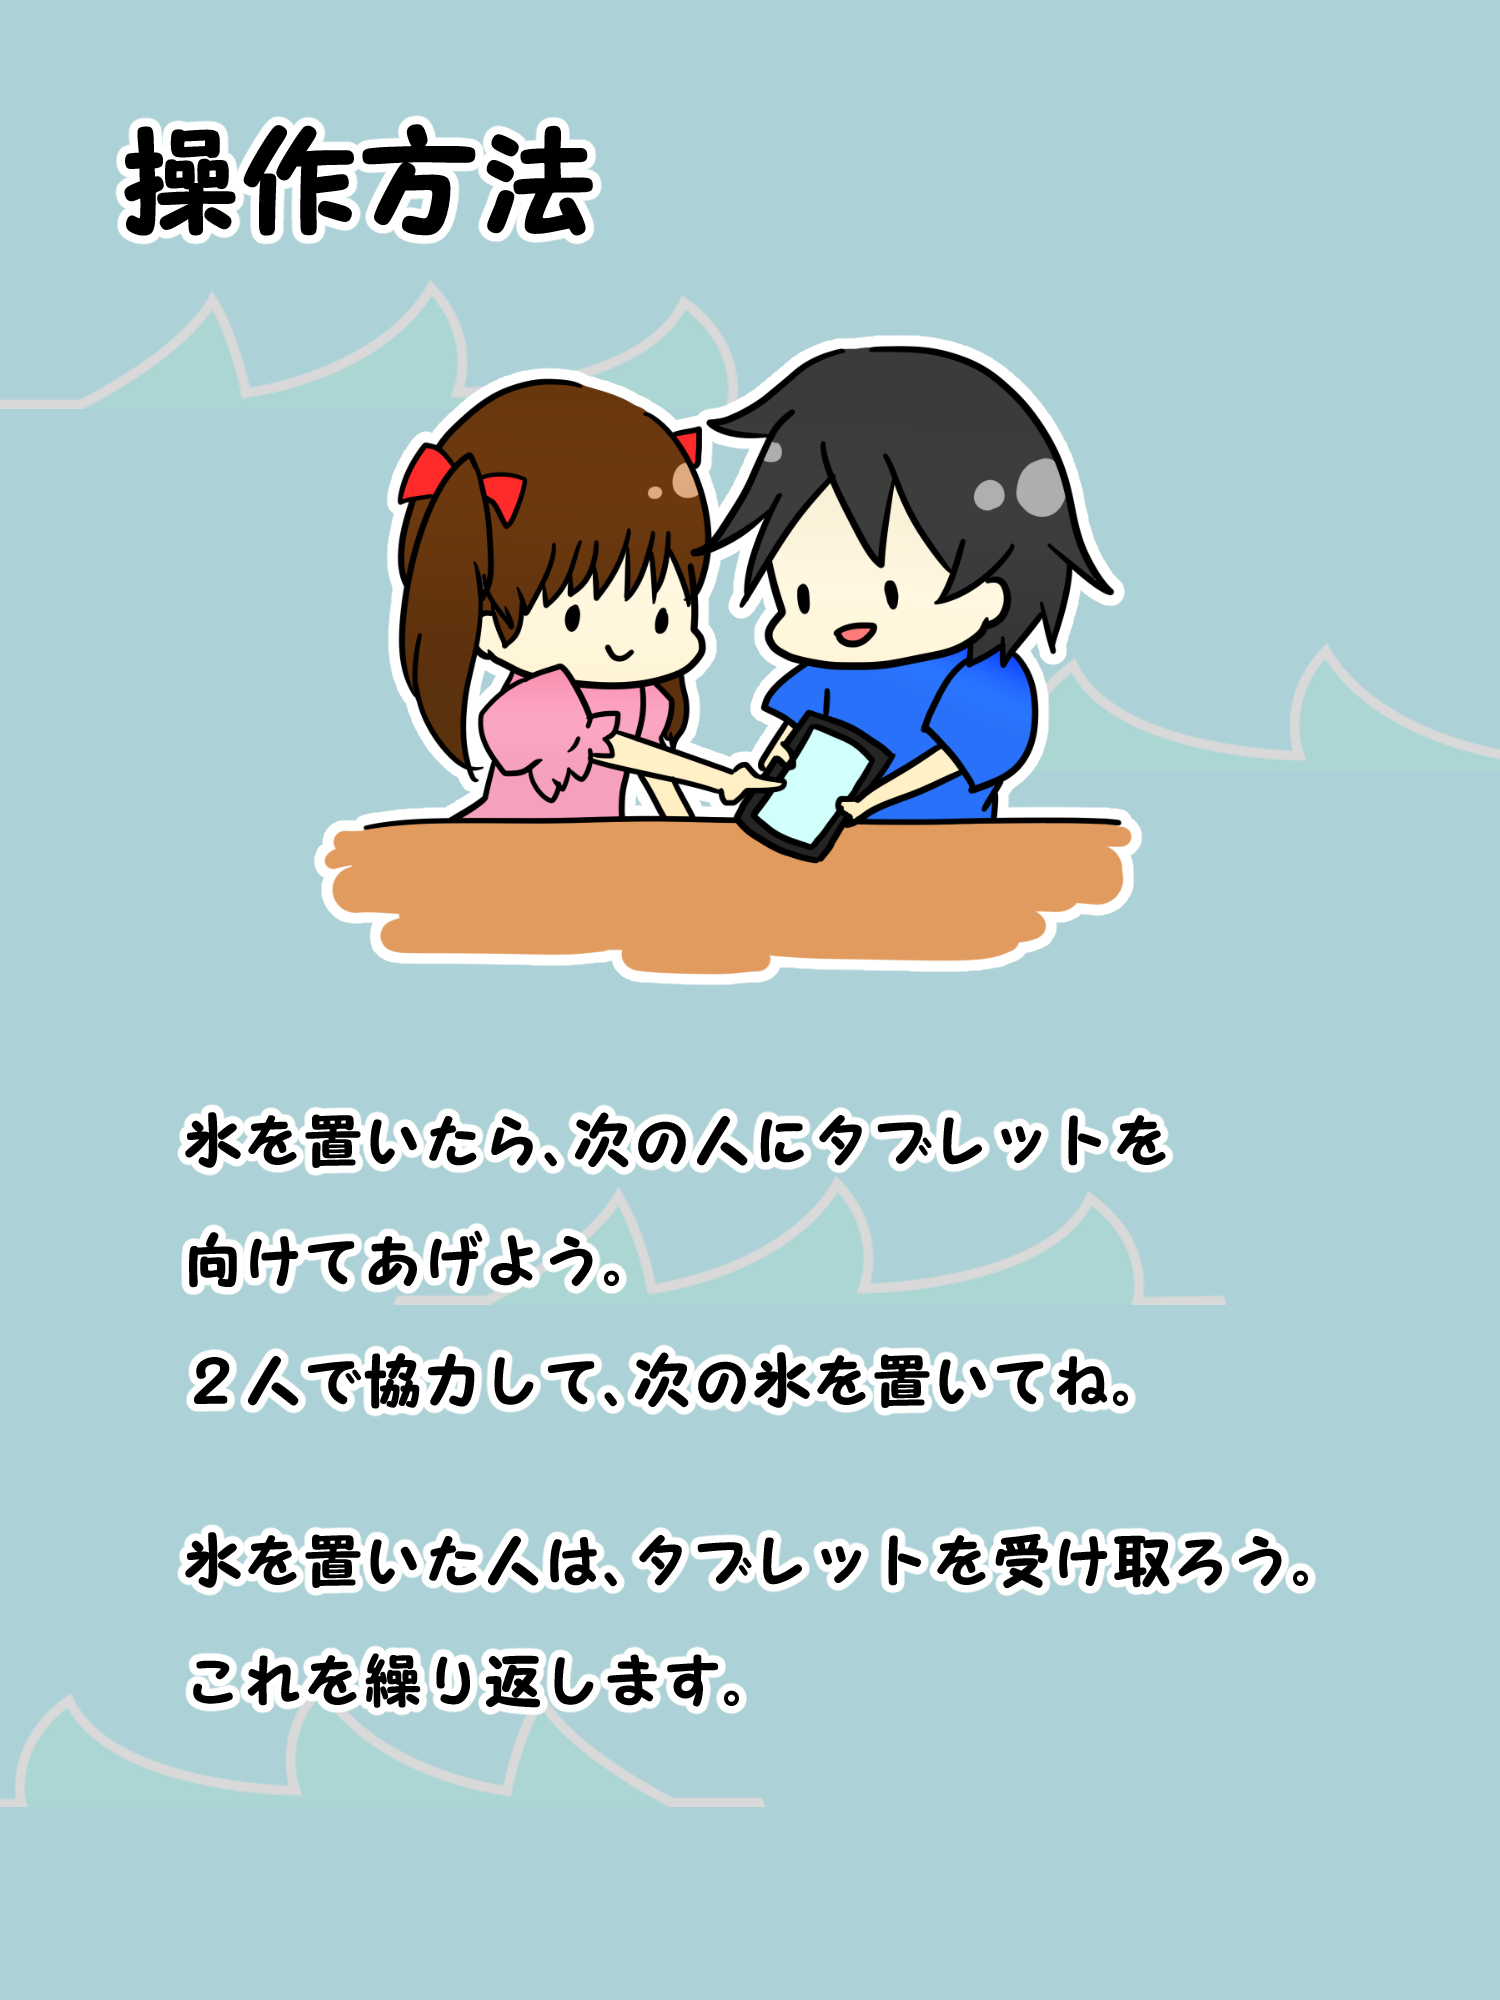 操作方法
氷を置いたら、次の人にタブレットを
向けてあげよう。
２人で協力して、次の氷を置いてね。
氷を置いた人は、タブレットを受け取ろう。
これを繰り返します。